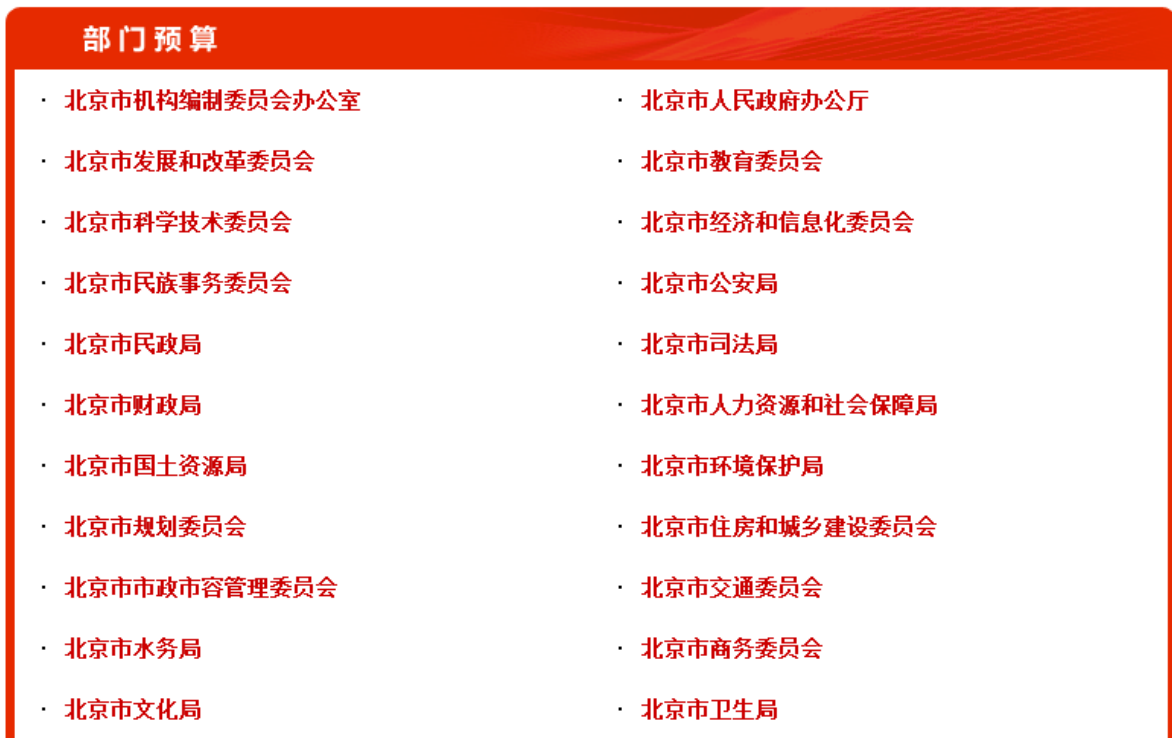 部门预算
· 北京市机构编制委员会办公室 · 北京市人民政府办公厅
· 北京市发展和改革委员会 · 北京市教育委员会
· 北京市科学技术委员会 · 北京市经济和信息化委员会
· 北京市民族事务委员会 · 北京市公安局
· 北京市民政局 · 北京市司法局
· 北京市财政局 · 北京市人力资源和社会保障局
· 北京市国土资源局 · 北京市环境保护局
· 北京市规划委员会 · 北京市住房和城乡建设委员会
· 北京市市政市容管理委员会 · 北京市交通委员会
· 北京市水务局 · 北京市商务委员会
· 北京市文化局 · 北京市卫生局